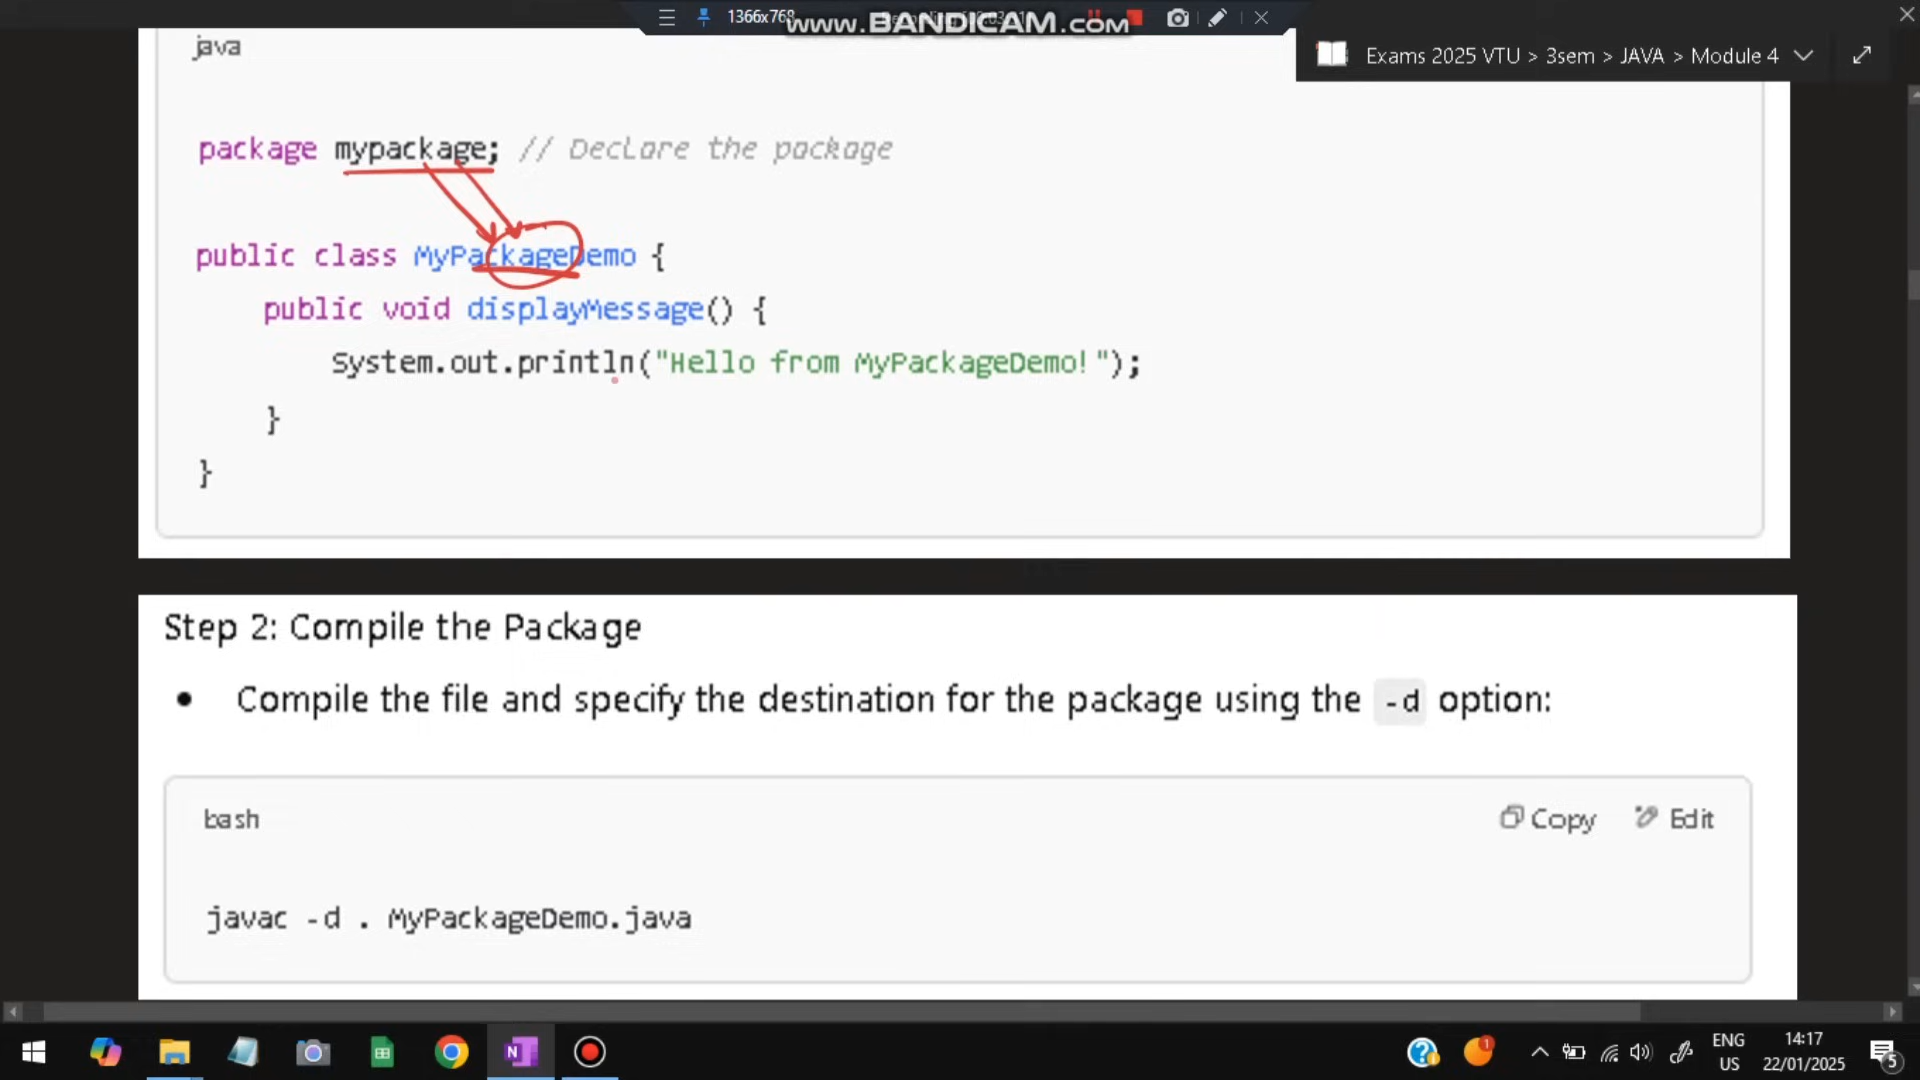 1366x768
www.BANDICAM.com
java
Exams 2025 VTU > 3sem > JAVA > Module 4
package mypackage; // Declare the package
public class MyPackageDemo {
public void displayMessage() {
System.out.println("Hello from MyPackageDemo!");
}
}
Step 2: Compile the Package
• Compile the file and specify the destination for the package using the -d option:
bash
Copy
Edit
javac -d . MyPackageDemo.java
N
1
ENG
US
14:17
22/01/2025
5